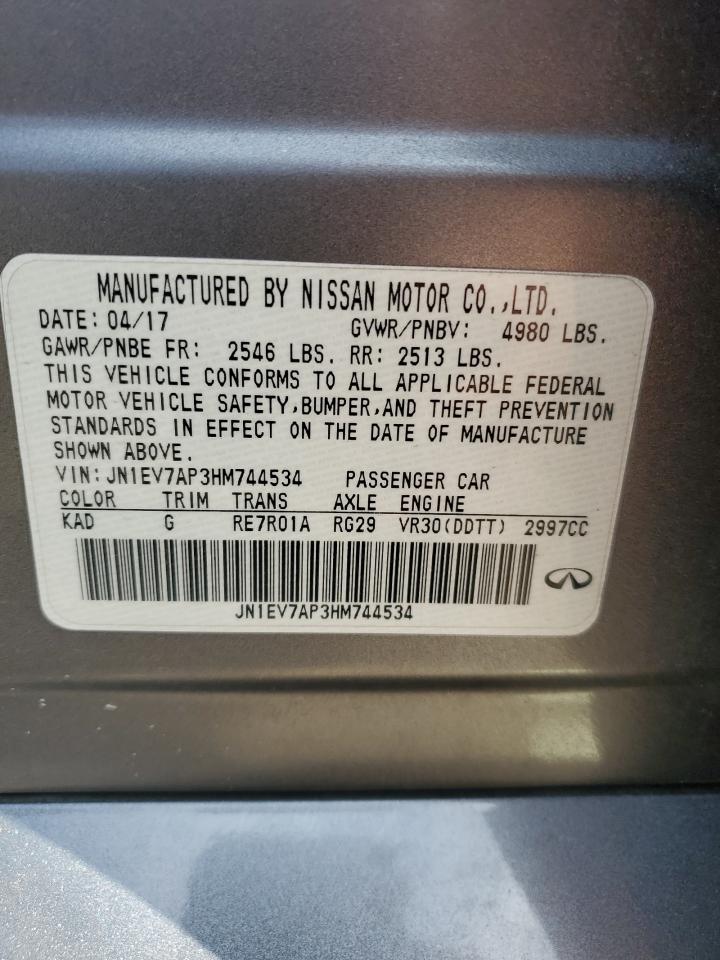 MANUFACTURED BY NISSAN MOTOR CO.,LTD.
DATE: 04/17 GVWR/PNBV: 4980 LBS.
GAWR/PNBE FR: 2546 LBS. RR: 2513 LBS.
THIS VEHICLE CONFORMS TO ALL APPLICABLE FEDERAL
MOTOR VEHICLE SAFETY,BUMPER,AND THEFT PREVENTION
STANDARDS IN EFFECT ON THE DATE OF MANUFACTURE
SHOWN ABOVE.
VIN: JN1EV7AP3HM744534 PASSENGER CAR
COLOR TRIM TRANS AXLE ENGINE
KAD G RE7R01A RG29 VR30(DDTT) 2997CC
JN1EV7AP3HM744534